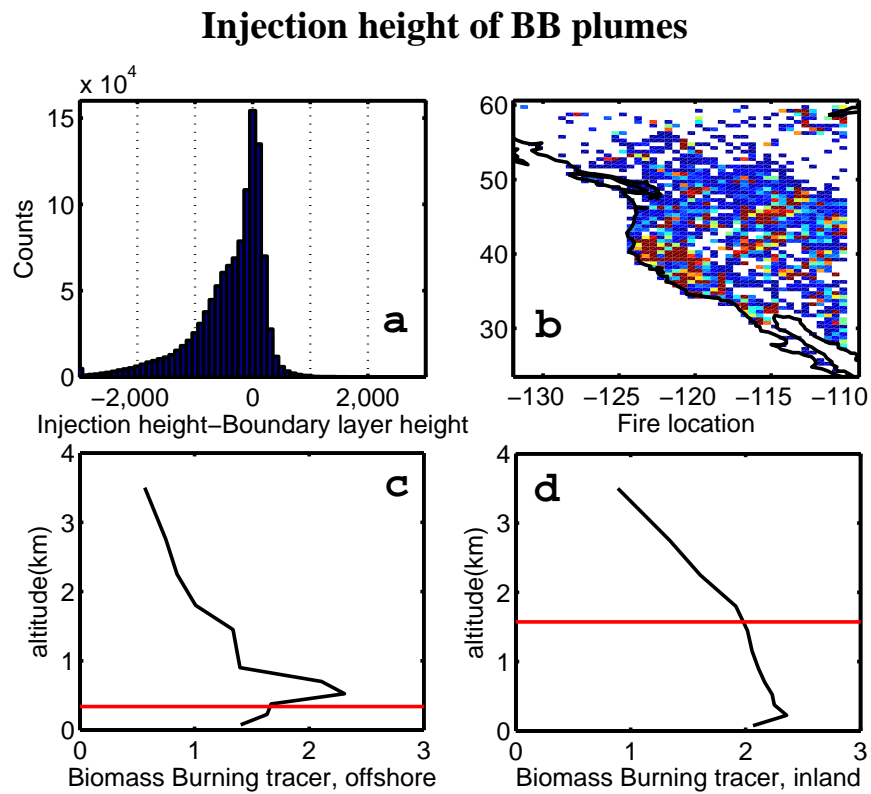 Injection height of BB plumes
x 10^4
15
10
5
0
Counts
−2,000 0 2,000
Injection height−Boundary layer height
a
60
50
40
30
−130 −125 −120 −115 −110
Fire location
b
4
3
2
1
0
altitude(km)
0 1 2 3
Biomass Burning tracer, offshore
c
4
3
2
1
0
altitude(km)
0 1 2 3
Biomass Burning tracer, inland
d